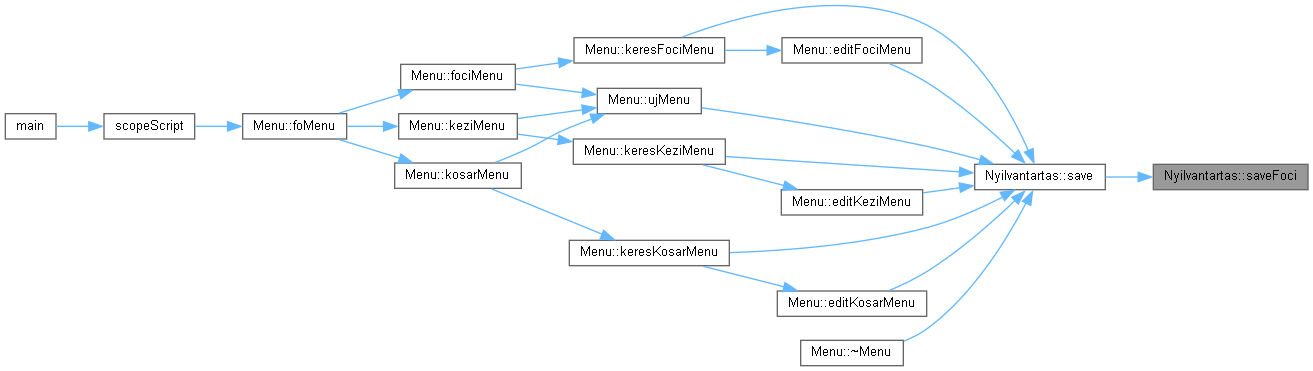 main
scopeScript
Menu::foMenu
Menu::fociMenu
Menu::keziMenu
Menu::kosarMenu
Menu::keresFociMenu
Menu::ujMenu
Menu::keresKeziMenu
Menu::keresKosarMenu
Menu::editFociMenu
Menu::editKeziMenu
Menu::editKosarMenu
Menu::~Menu
Nyilvantartas::save
Nyilvantartas::saveFoci